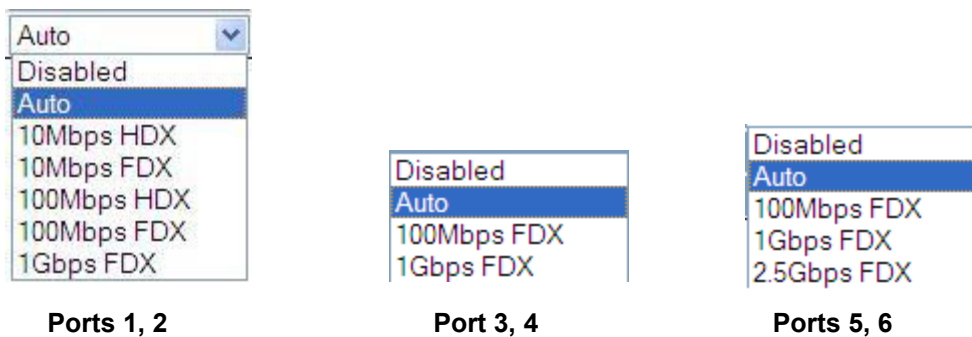 Auto
Disabled
Auto
10Mbps HDX
10Mbps FDX
100Mbps HDX
100Mbps FDX
1Gbps FDX
Ports 1, 2
Disabled
Auto
100Mbps FDX
1Gbps FDX
Port 3, 4
Disabled
Auto
100Mbps FDX
1Gbps FDX
2.5Gbps FDX
Ports 5, 6